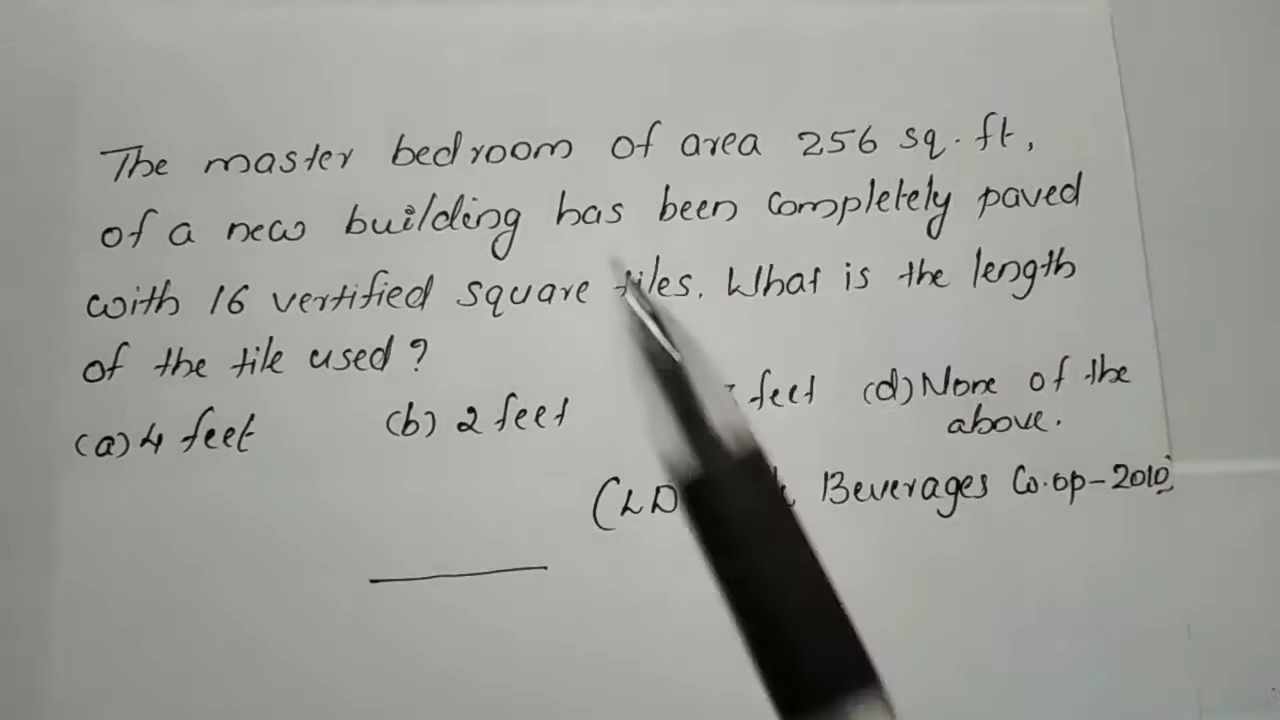 The master bedroom of area 256 sq. ft,
of a new building has been completely paved
with 16 vertified square tiles. What is the length
of the tile used?
(a) 4 feet (b) 2 feet feet (d) None of the
above.
(LD Beverages Co.op-2010